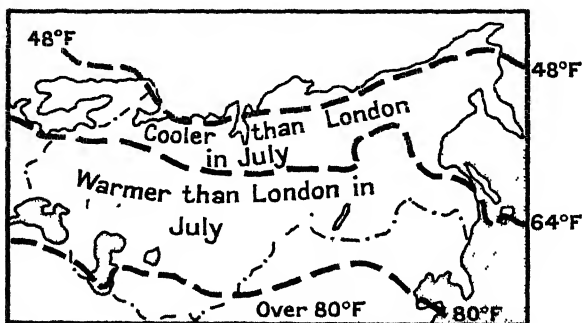 48°F
48°F
Cooler than London
in July
Warmer than London in
July
64°F
Over 80°F
80°F